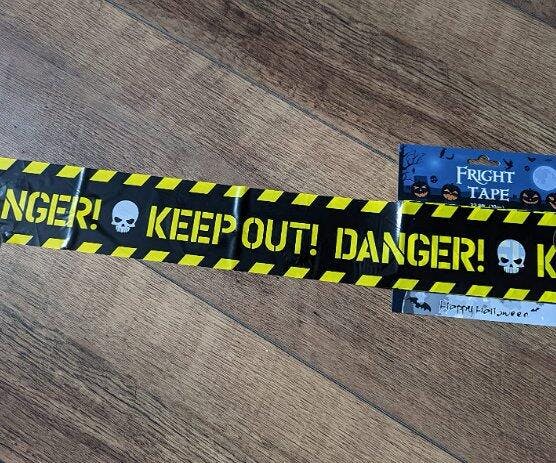 FRIGHT
TAPE
NGER! KEEP OUT! DANGER! K
Happy Halloween